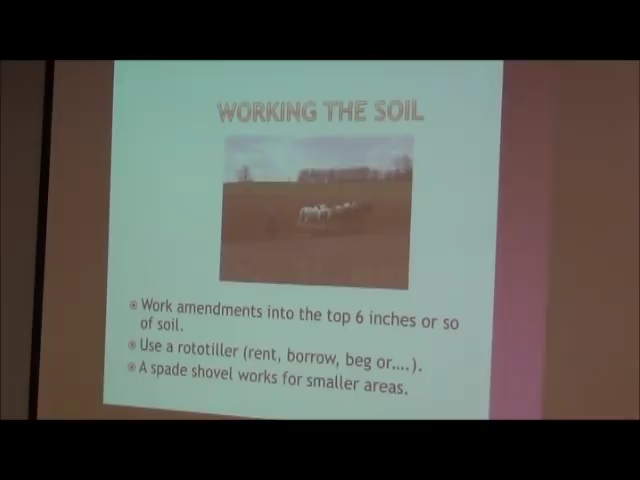 WORKING THE SOIL
Work amendments into the top 6 inches or so
of soil.
Use a rototiller (rent, borrow, beg or....).
A spade shovel works for smaller areas.